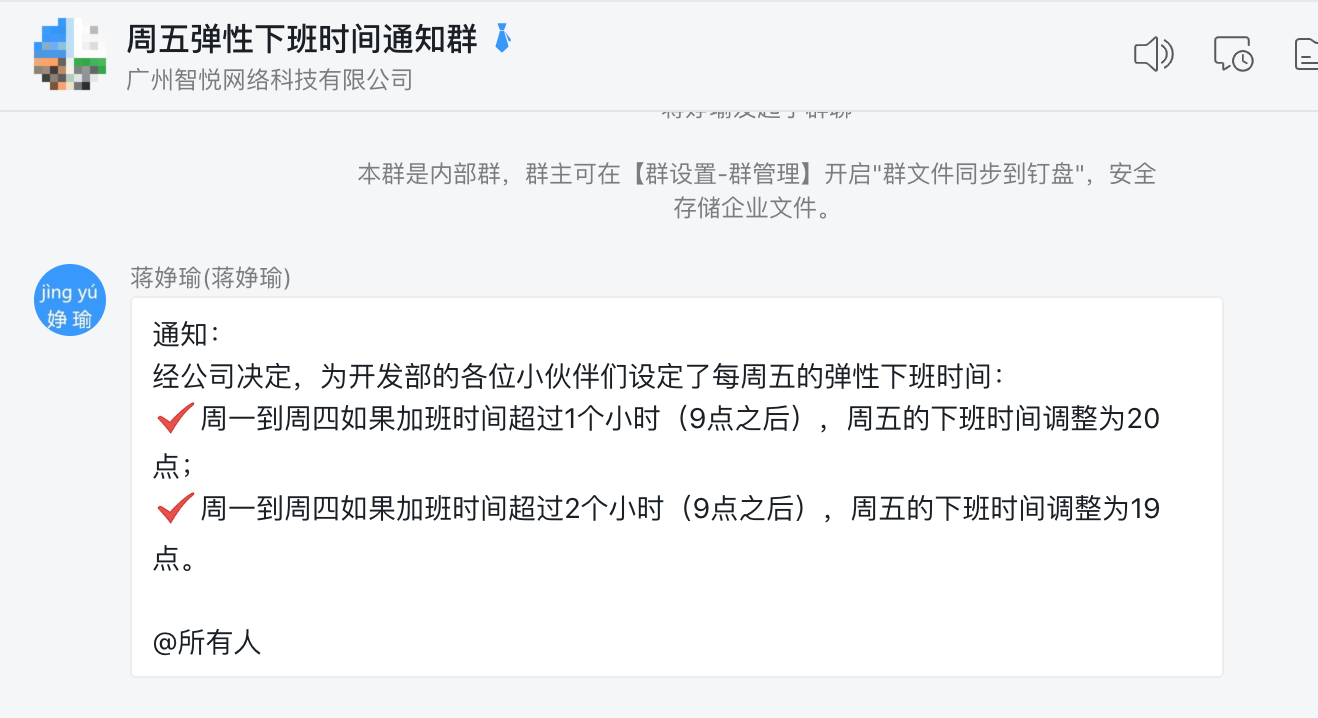 周五弹性下班时间通知群
广州智悦网络科技有限公司
本群是内部群，群主可在【群设置-群管理】开启"群文件同步到钉盘"，安全
存储企业文件。
jìng yú
婙 瑜
蒋婙瑜(蒋婙瑜)
通知：
经公司决定，为开发部的各位小伙伴们设定了每周五的弹性下班时间：
周一到周四如果加班时间超过1个小时（9点之后），周五的下班时间调整为20
点；
周一到周四如果加班时间超过2个小时（9点之后），周五的下班时间调整为19
点。
@所有人